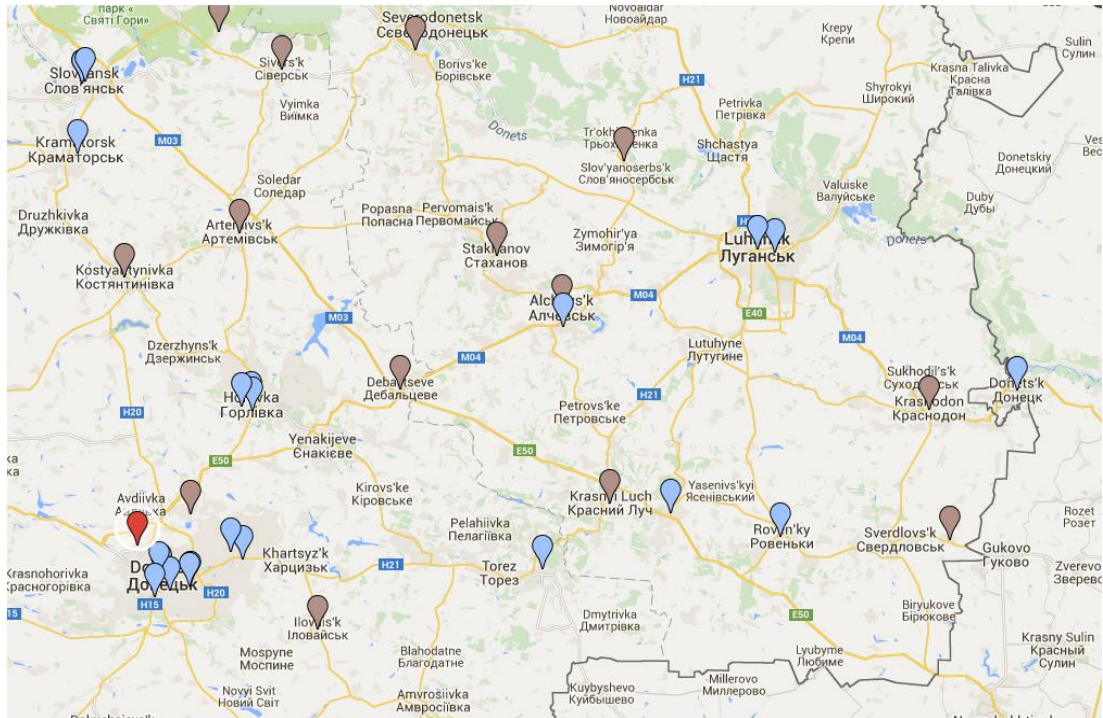 парк «
Святі Гори»
Severodonetsk
Сєвєродонецьк
Novoaidar
Новоайдар
Krepy
Крепи
Sulin
Сулин
Slov'yansk
Слов'янськ
Sivers'k
Сіверськ
Borivs'ke
Борівське
H21
Krasna Talivka
Красна
Талівка
Shyrokyi
Широкий
Vyimka
Виїмка
Petrivka
Петрівка
Donets
Kramatorsk
Краматорськ
M03
Tr'okhizbenka
Трьохізбенка
Shchastya
Щастя
Slov'yanoserbs'k
Слов'яносербськ
Donetskiy
Донецкий
Soledar
Соледар
Valuiske
Валуйське
Duby
Дубы
Druzhkivka
Дружківка
Artemivs'k
Артемівськ
Popasna
Попасна
Pervomais'k
Первомайськ
Zymohir'ya
Зимогір'я
Stakhanov
Стаханов
Luhansk
Луганськ
Donets
Kostyantynivka
Костянтинівка
Alchevs'k
Алчевськ
M04
E40
M03
Dzerzhyns'k
Дзержинськ
M04
Lutuhyne
Лутугине
Debaltseve
Дебальцеве
Sukhodil's'k
Суходільськ
Donets'k
Донецк
Horlivka
Горлівка
H20
Petrovs'ke
Петровське
H21
Krasnodon
Краснодон
Yenakijeve
Єнакієве
E50
E50
Avdiivka
Kirovs'ke
Кіровське
Krasnyi Luch
Красний Луч
Yasenivs'kyi
Ясенівський
Rozet
Розет
Pelahiivka
Пелагіївка
Roven'ky
Ровеньки
Sverdlovs'k
Свердловськ
Gukovo
Гуково
Khartsyz'k
Харцизьк
H21
Torez
Торез
Zverevo
Зверево
Krasnohorivka
Красногорівка
Донецьк
H20
H15
15
Ilovais'k
Іловайськ
Dmytrivka
Дмитрівка
E50
Biryukove
Бірюкове
Mospyne
Моспине
Blahodatne
Благодатне
Lyubyme
Любиме
Krasny Sulin
Красный
Сулин
Novyi Svit
Новий Світ
Amvrosiivka
Амвросіївка
Kuybyshevo
Куйбышево
Millerovo
Миллерово